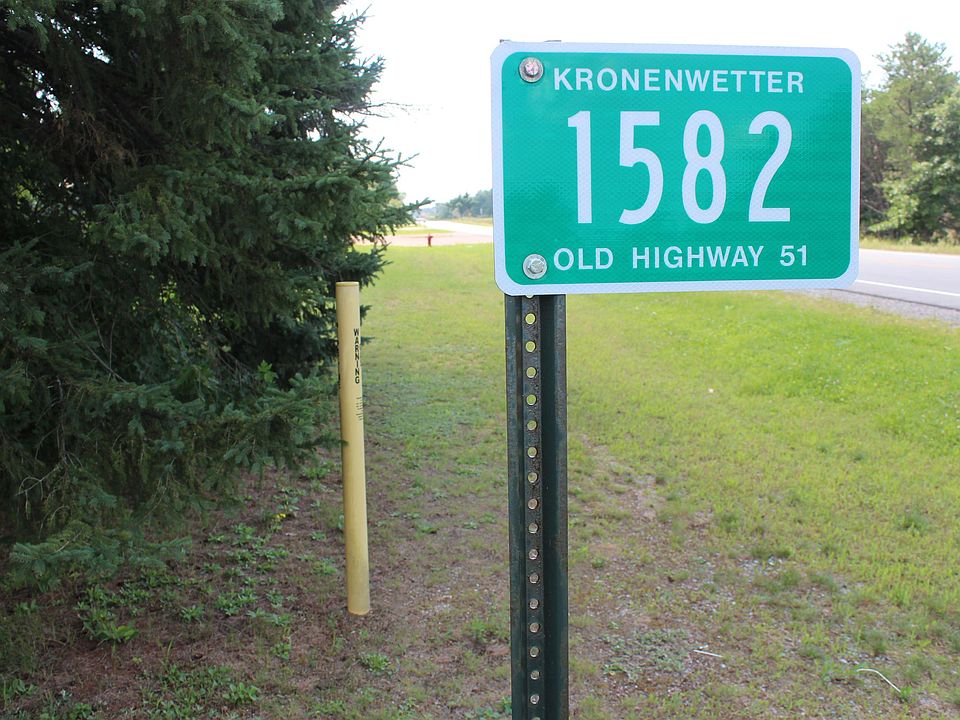 KRONENWETTER
1582
OLD HIGHWAY 51
WARNING